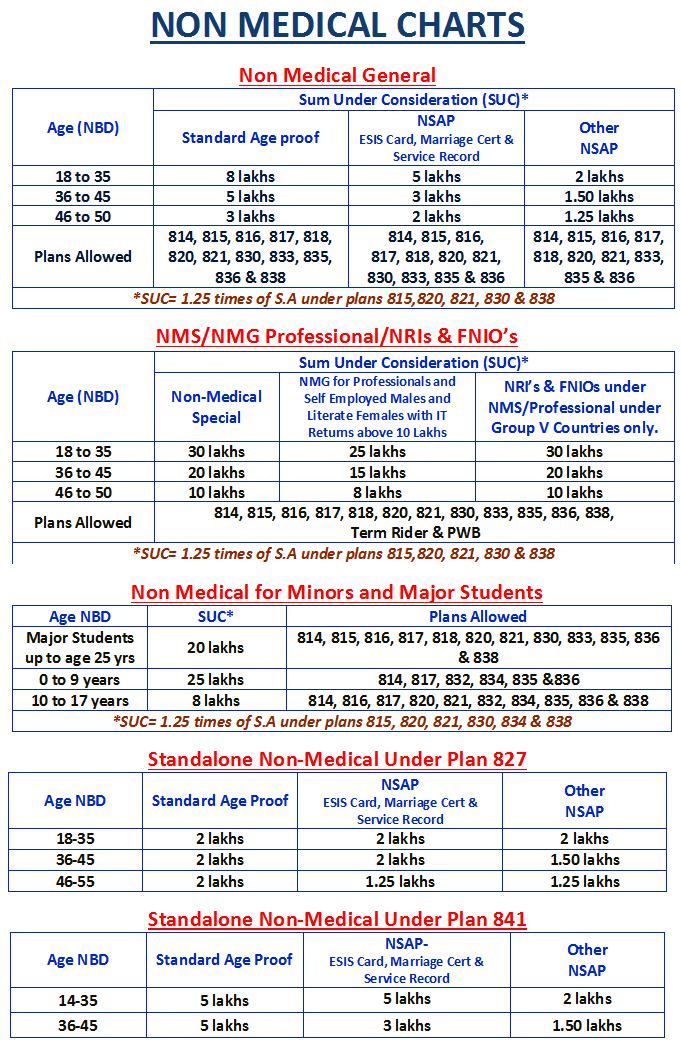 NON MEDICAL CHARTS
Non Medical General
Age (NBD)
Sum Under Consideration (SUC)*
Standard Age proof
NSAP
ESIS Card, Marriage Cert &
Service Record
Other
NSAP
18 to 35 8 lakhs 5 lakhs 2 lakhs
36 to 45 5 lakhs 3 lakhs 1.50 lakhs
46 to 50 3 lakhs 2 lakhs 1.25 lakhs
Plans Allowed
814, 815, 816, 817, 818,
820, 821, 830, 833, 835,
836 & 838
814, 815, 816,
817, 818, 820, 821,
830, 833, 835 & 836
814, 815, 816, 817,
818, 820, 821, 833,
835 & 836
*SUC= 1.25 times of S.A under plans 815,820, 821, 830 & 838
NMS/NMG Professional/NRIs & FNIO's
Age (NBD)
Sum Under Consideration (SUC)*
Non-Medical
Special
NMG for Professionals and
Self Employed Males and
Literate Females with IT
Returns above 10 Lakhs
NRI's & FNIOs under
NMS/Professional under
Group V Countries only.
18 to 35 30 lakhs 25 lakhs 30 lakhs
36 to 45 20 lakhs 15 lakhs 20 lakhs
46 to 50 10 lakhs 8 lakhs 10 lakhs
Plans Allowed
814, 815, 816, 817, 818, 820, 821, 830, 833, 835, 836, 838,
Term Rider & PWB
*SUC= 1.25 times of S.A under plans 815,820, 821, 830 & 838
Non Medical for Minors and Major Students
Age NBD SUC* Plans Allowed
Major Students
up to age 25 yrs
20 lakhs
814, 815, 816, 817, 818, 820, 821, 830, 833, 835, 836
& 838
0 to 9 years 25 lakhs 814, 817, 832, 834, 835 &836
10 to 17 years 8 lakhs 814, 816, 817, 820, 821, 832, 834, 835, 836 & 838
*SUC= 1.25 times of S.A under plans 815, 820, 821, 830, 834 & 838
Standalone Non-Medical Under Plan 827
Age NBD
Standard Age Proof
NSAP
ESIS Card, Marriage Cert &
Service Record
Other
NSAP
18-35 2 lakhs 2 lakhs 2 lakhs
36-45 2 lakhs 2 lakhs 1.50 lakhs
46-55 2 lakhs 1.25 lakhs 1.25 lakhs
Standalone Non-Medical Under Plan 841
Age NBD
Standard Age Proof
NSAP-
ESIS Card, Marriage Cert &
Service Record
Other
NSAP
14-35 5 lakhs 5 lakhs 2 lakhs
36-45 5 lakhs 3 lakhs 1.50 lakhs